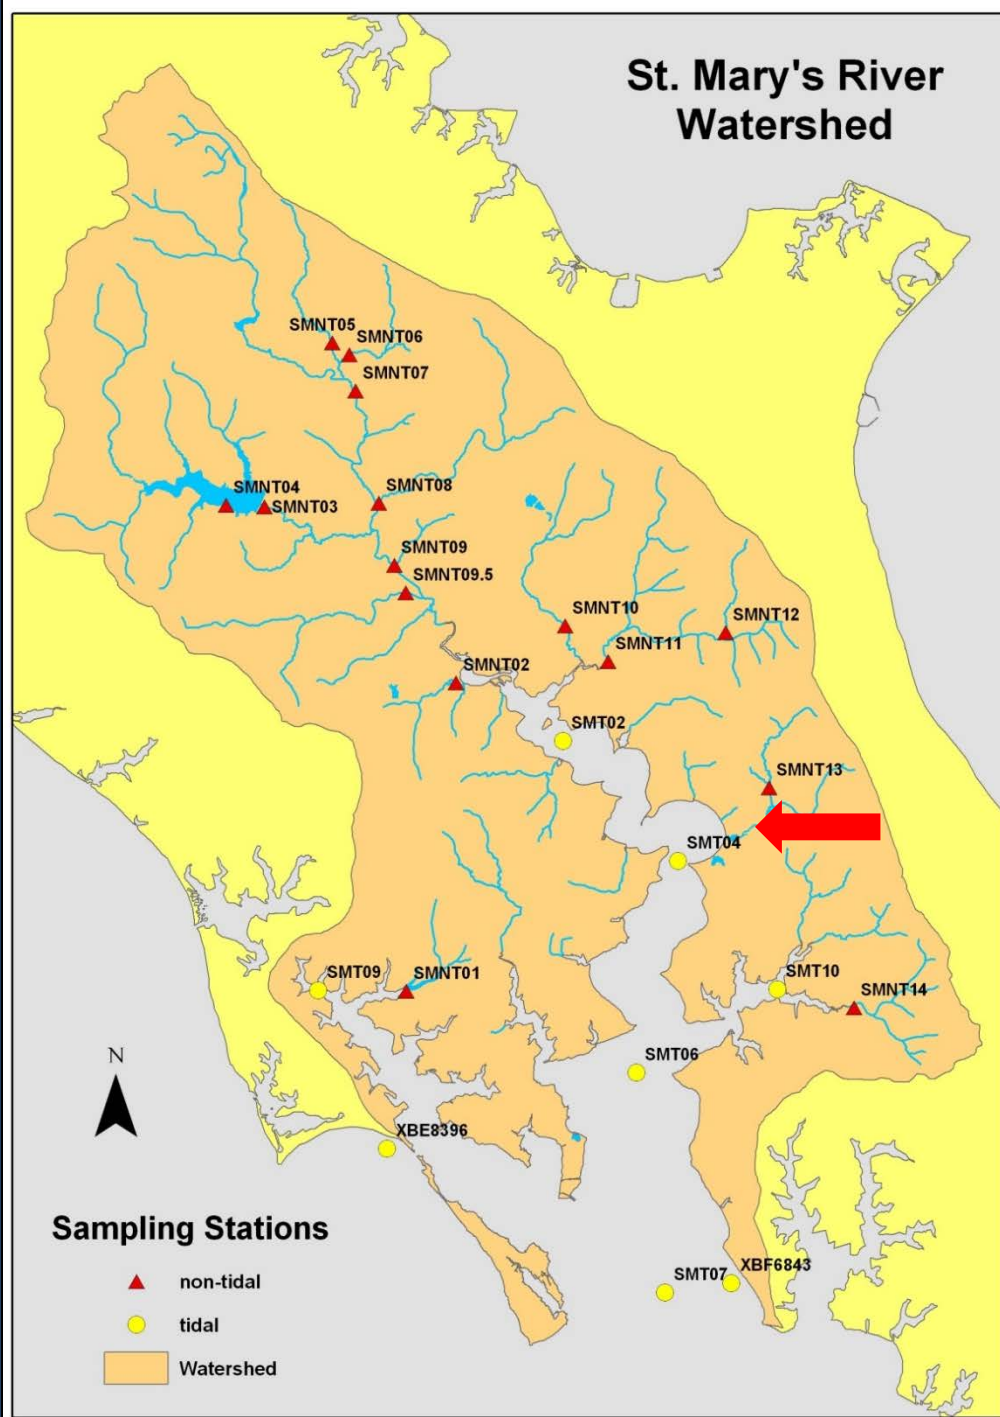 St. Mary's River
Watershed
SMNT05
SMNT06
SMNT07
SMNT04
SMNT03
SMNT08
SMNT09
SMNT09.5
SMNT10
SMNT12
SMNT11
SMNT02
SMT02
SMNT13
SMT04
SMT09
SMNT01
SMT10
SMNT14
SMT06
N
XBE8396
Sampling Stations
non-tidal
tidal
Watershed
SMT07
XBF6843